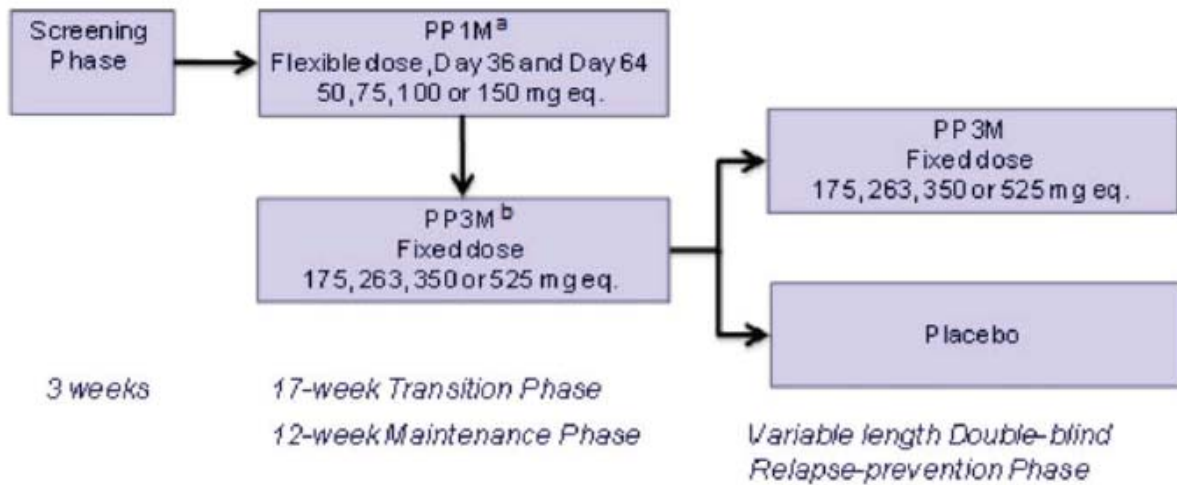 Screening
Phase
PP1M a
Flexible dose, Day 36 and Day 64
50, 75, 100 or 150 mg eq.
PP3M b
Fixed dose
175, 263, 350 or 525 mg eq.
PP3M
Fixed dose
175, 263, 350 or 525 mg eq.
Placebo
3 weeks
17-week Transition Phase
12-week Maintenance Phase
Variable length Double-blind
Relapse-prevention Phase